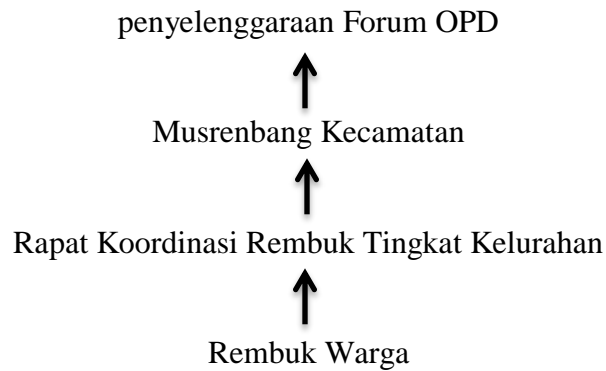 penyelenggaraan Forum OPD
Musrenbang Kecamatan
Rapat Koordinasi Rembuk Tingkat Kelurahan
Rembuk Warga